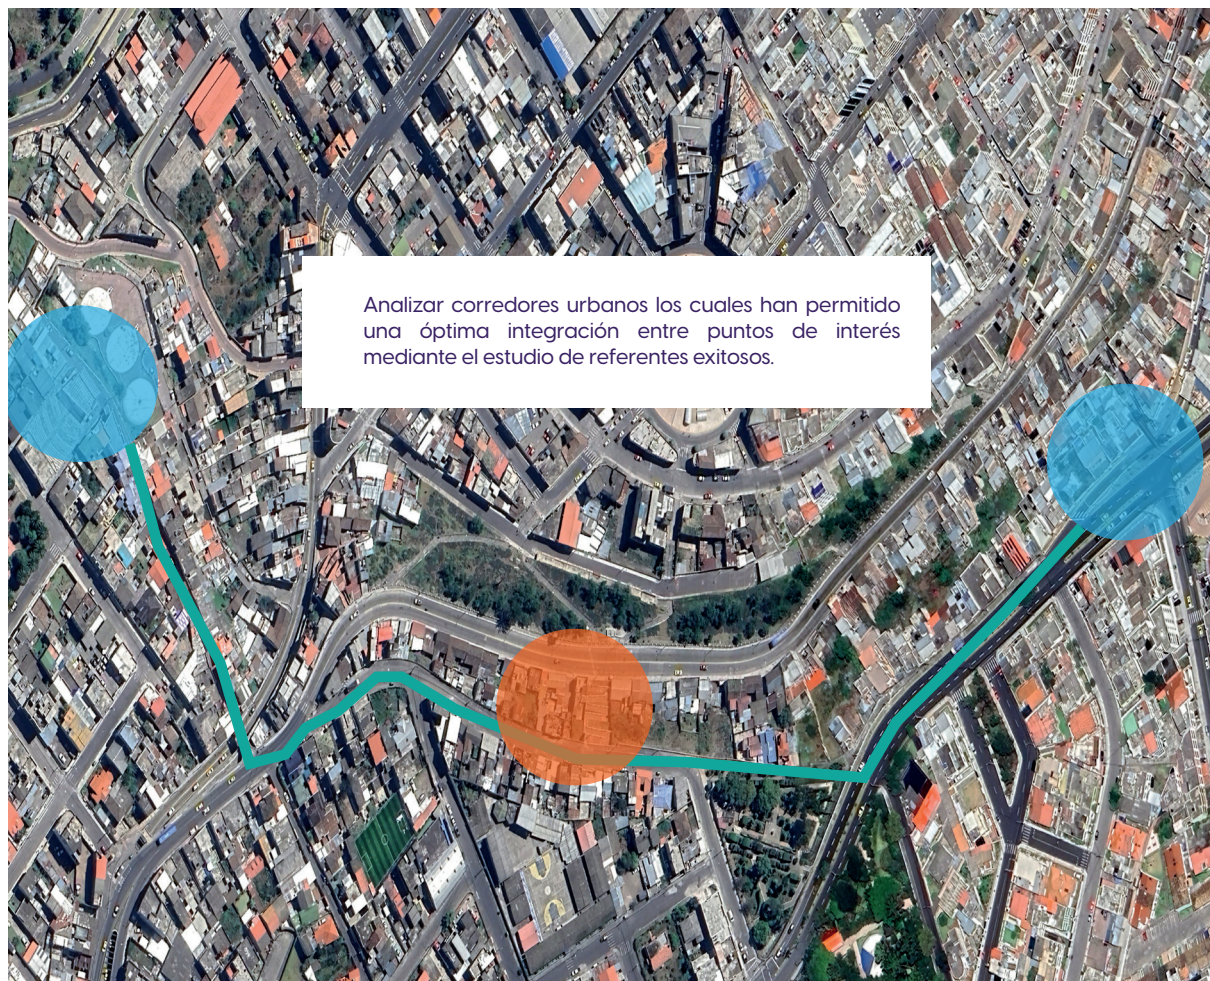 Analizar corredores urbanos los cuales han permitido
una óptima integración entre puntos de interés
mediante el estudio de referentes exitosos.